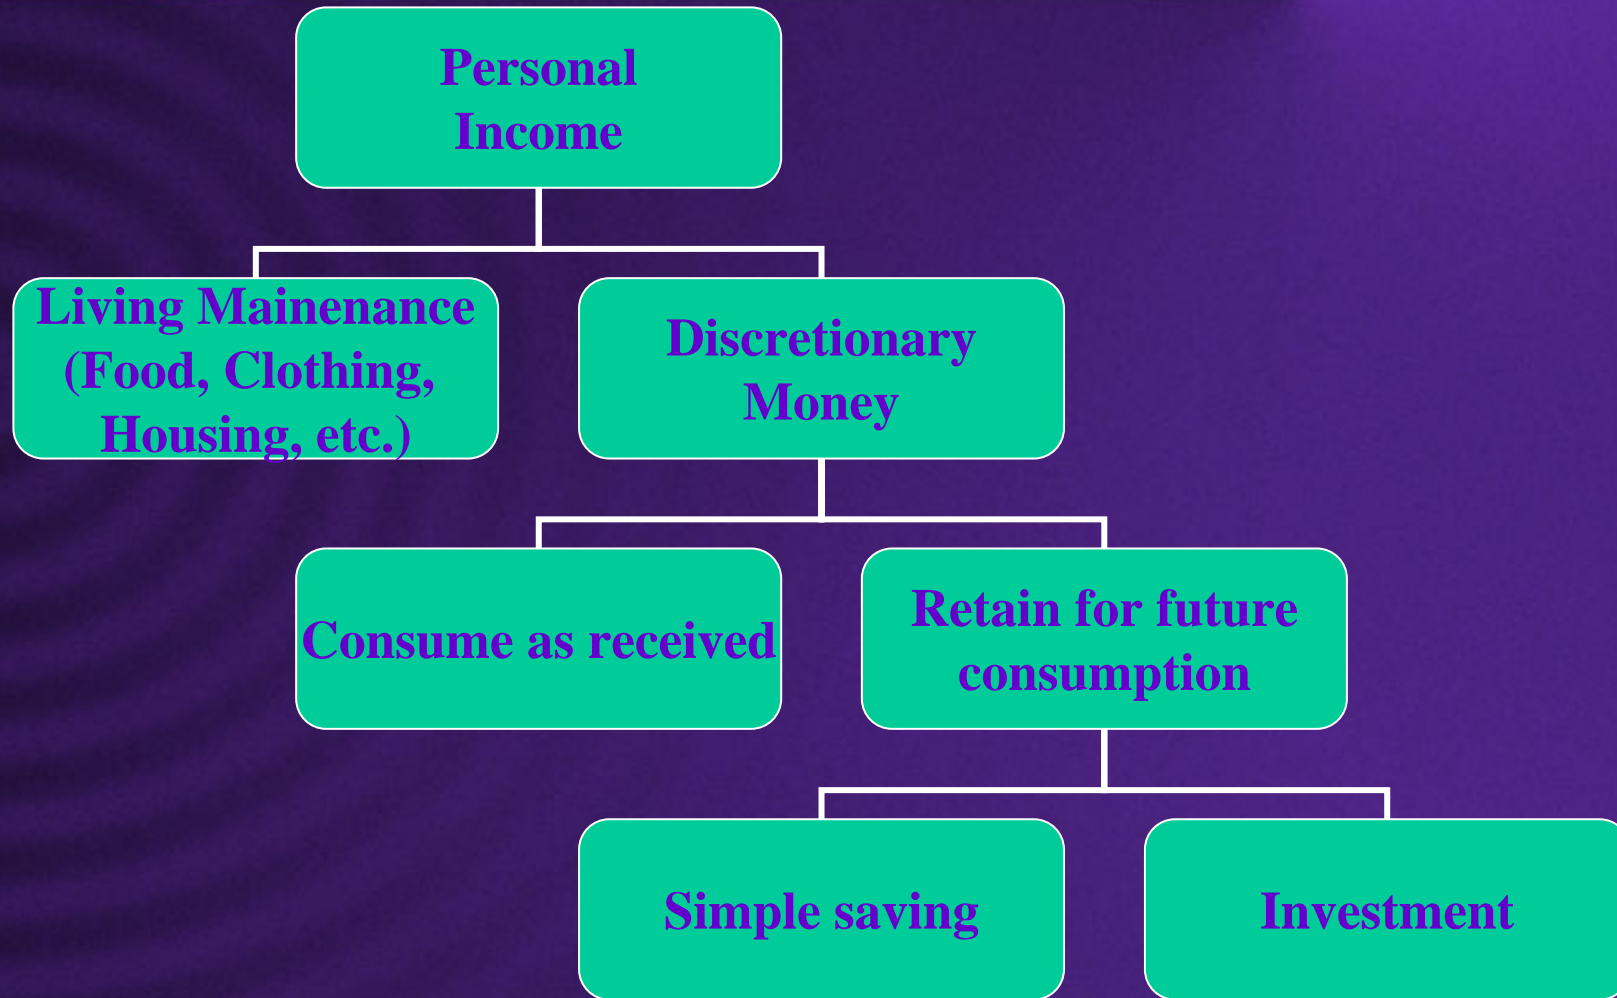 Personal
Income
Living Mainenance
(Food, Clothing,
Housing, etc.)
Discretionary
Money
Consume as received
Retain for future
consumption
Simple saving
Investment